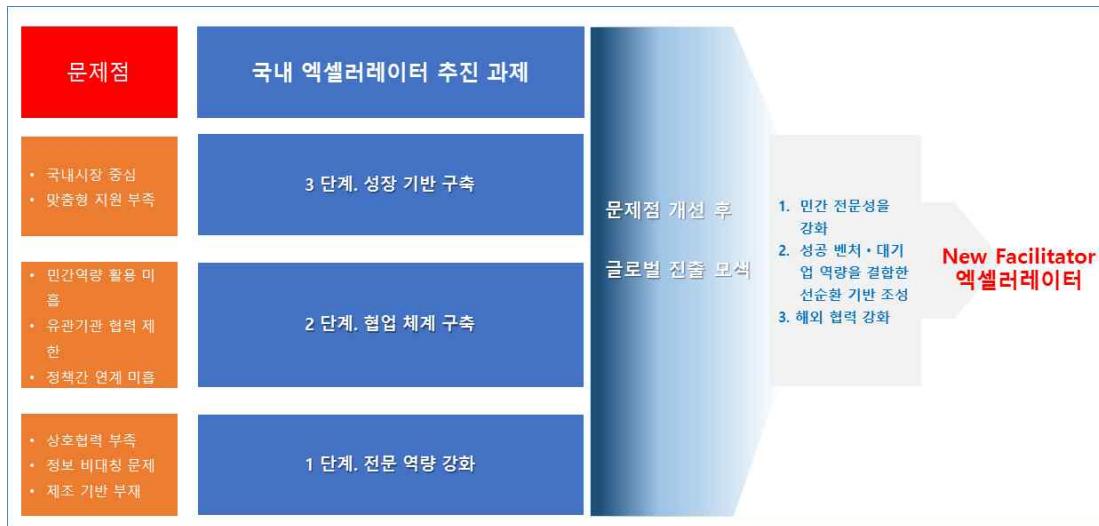 문제점
국내 엑셀러레이터 추진 과제
• 국내시장 중심
• 맞춤형 지원 부족
3 단계. 성장 기반 구축
• 민간역량 활용 미
흡
• 유관기관 협력 제
한
• 정책간 연계 미흡
2 단계. 협업 체계 구축
• 상호협력 부족
• 정보 비대칭 문제
• 제조 기반 부재
1 단계. 전문 역량 강화
문제점 개선 후
글로벌 진출 모색
1. 민간 전문성을
강화
2. 성공 벤처・대기
업 역량을 결합한
선순환 기반 조성
3. 해외 협력 강화
New Facilitator
엑셀러레이터